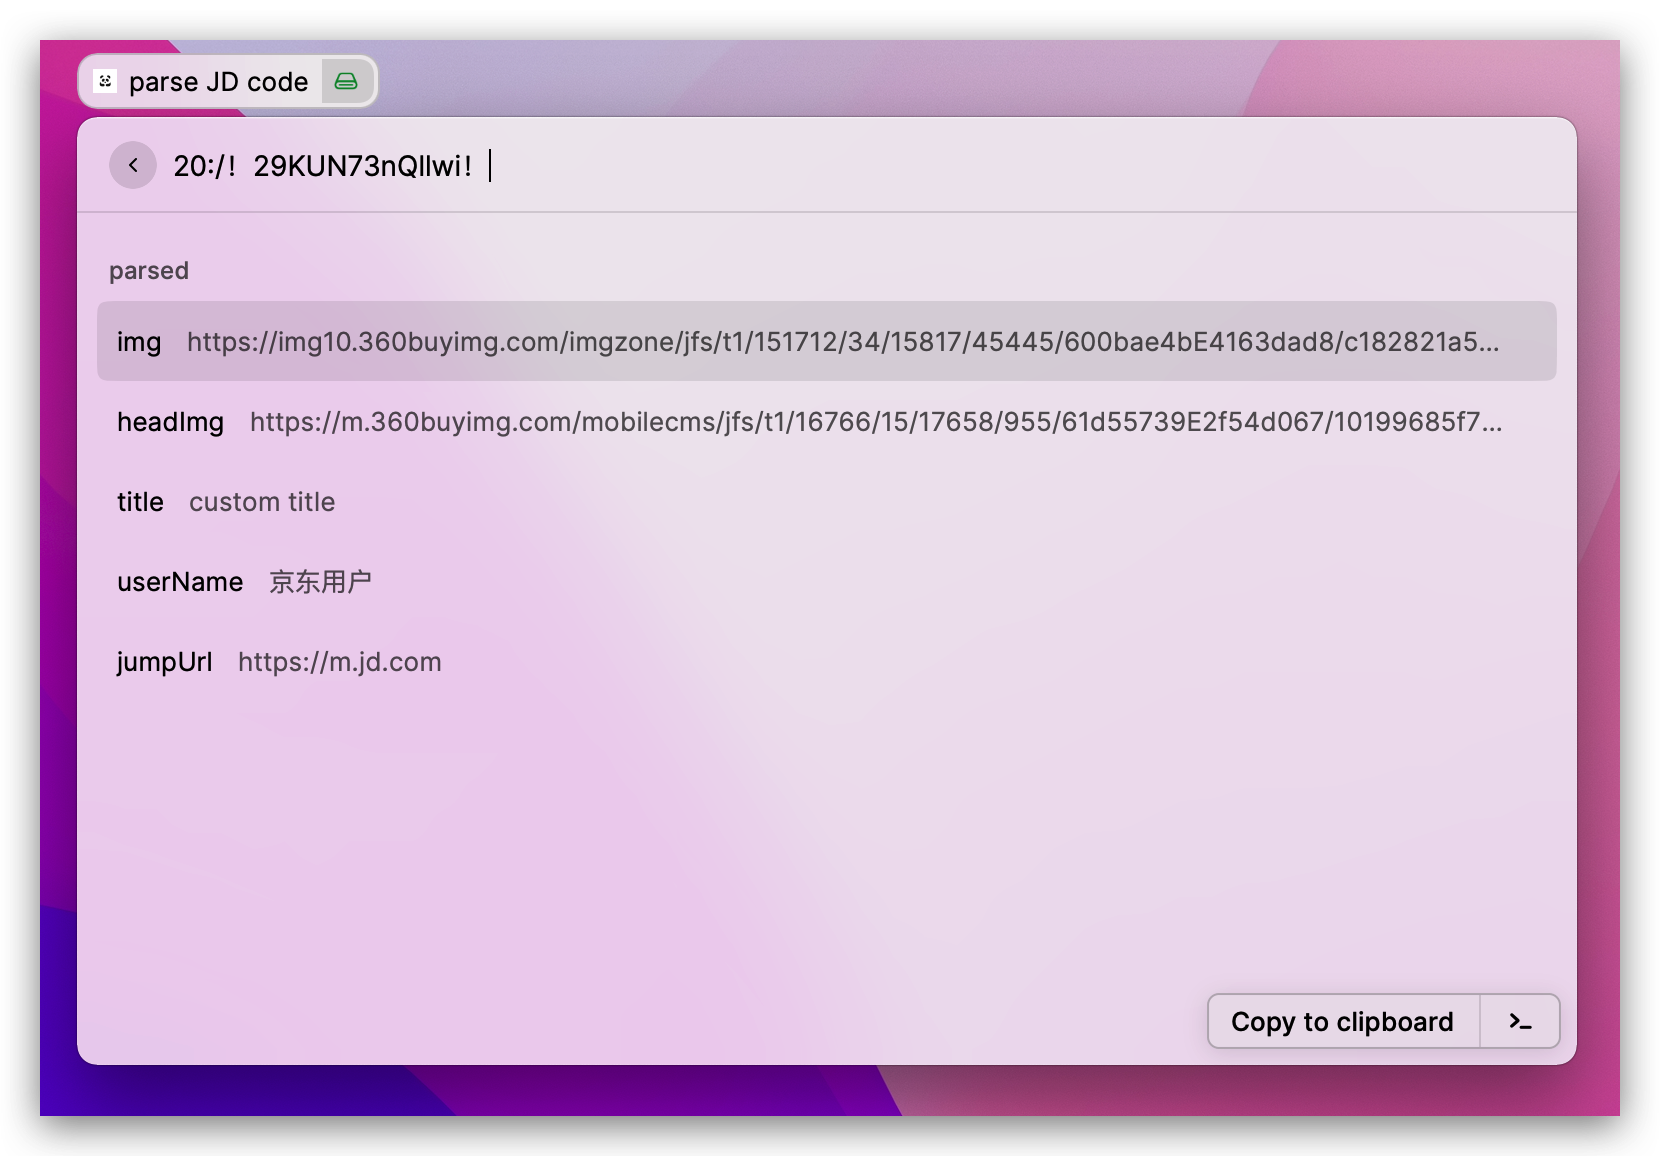 parse JD code
20:/！29KUN73nQIlwi！
parsed
img https://img10.360buyimg.com/imgzone/jfs/t1/151712/34/15817/45445/600bae4bE4163dad8/c182821a5...
headImg https://m.360buyimg.com/mobilecms/jfs/t1/16766/15/17658/955/61d55739E2f54d067/10199685f7...
title custom title
userName 京东用户
jumpUrl https://m.jd.com
Copy to clipboard >_